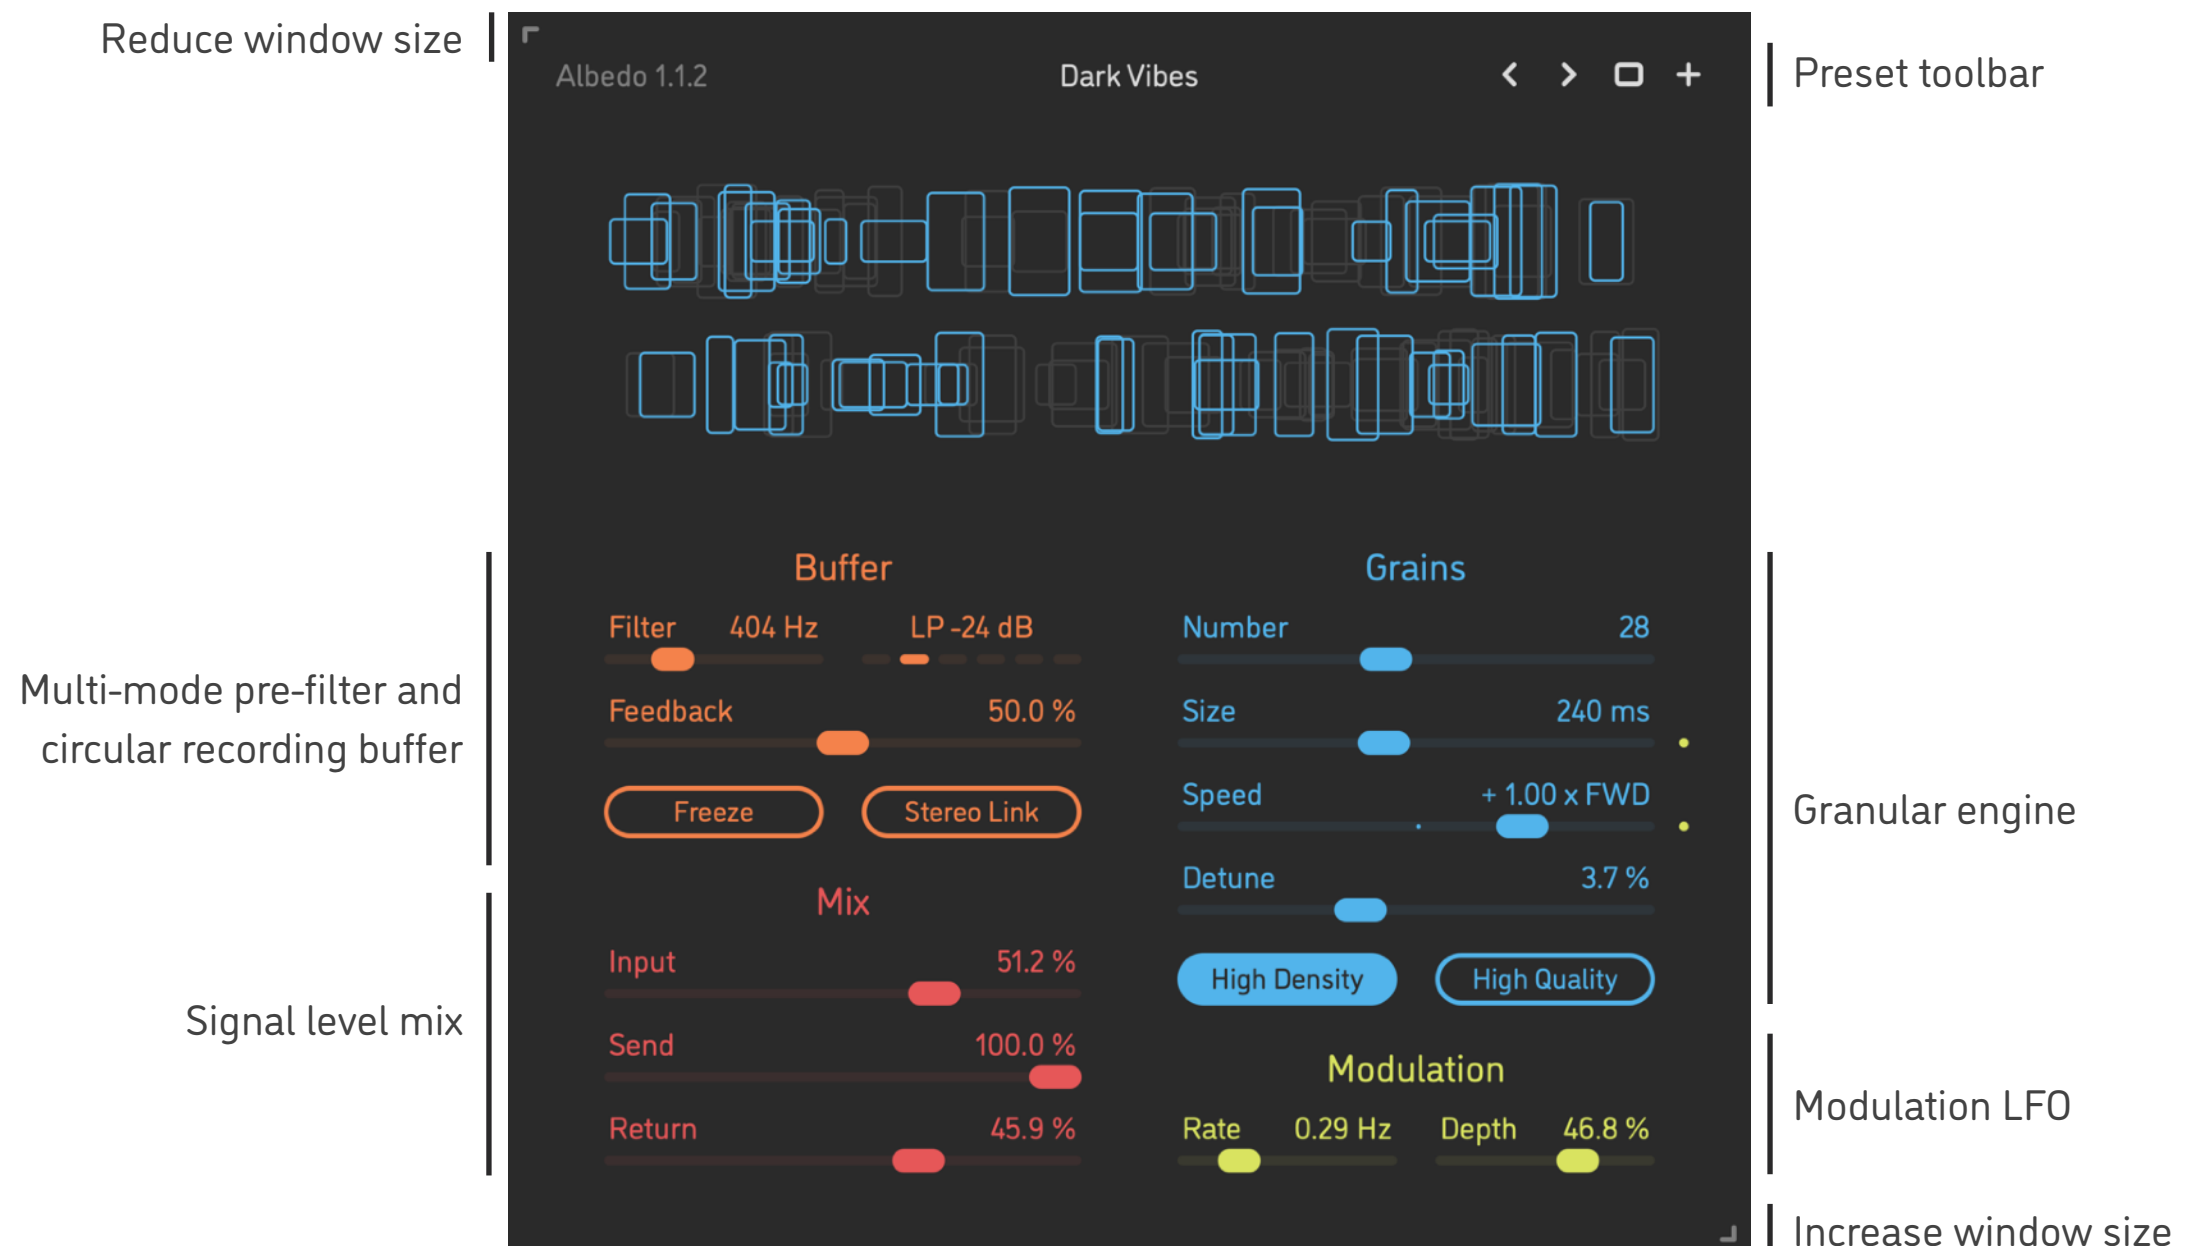 Reduce window size
Albedo 1.1.2
Dark Vibes
Preset toolbar
Buffer
Filter 404 Hz
LP -24 dB
Feedback 50.0 %
Freeze
Stereo Link
Multi-mode pre-filter and
circular recording buffer
Mix
Input 51.2 %
Send 100.0 %
Return 45.9 %
Signal level mix
Grains
Number 28
Size 240 ms
Speed + 1.00 x FWD
Detune 3.7 %
High Density
High Quality
Granular engine
Modulation
Rate 0.29 Hz
Depth 46.8 %
Modulation LFO
Increase window size